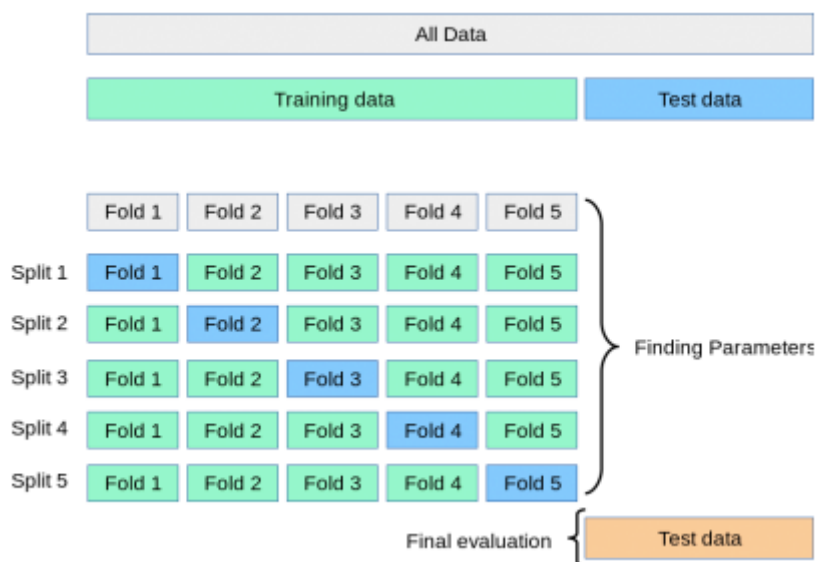 All Data
Training data Test data
Fold 1 Fold 2 Fold 3 Fold 4 Fold 5
Split 1 Fold 1 Fold 2 Fold 3 Fold 4 Fold 5
Split 2 Fold 1 Fold 2 Fold 3 Fold 4 Fold 5
Finding Parameters
Split 3 Fold 1 Fold 2 Fold 3 Fold 4 Fold 5
Split 4 Fold 1 Fold 2 Fold 3 Fold 4 Fold 5
Split 5 Fold 1 Fold 2 Fold 3 Fold 4 Fold 5
Final evaluation Test data